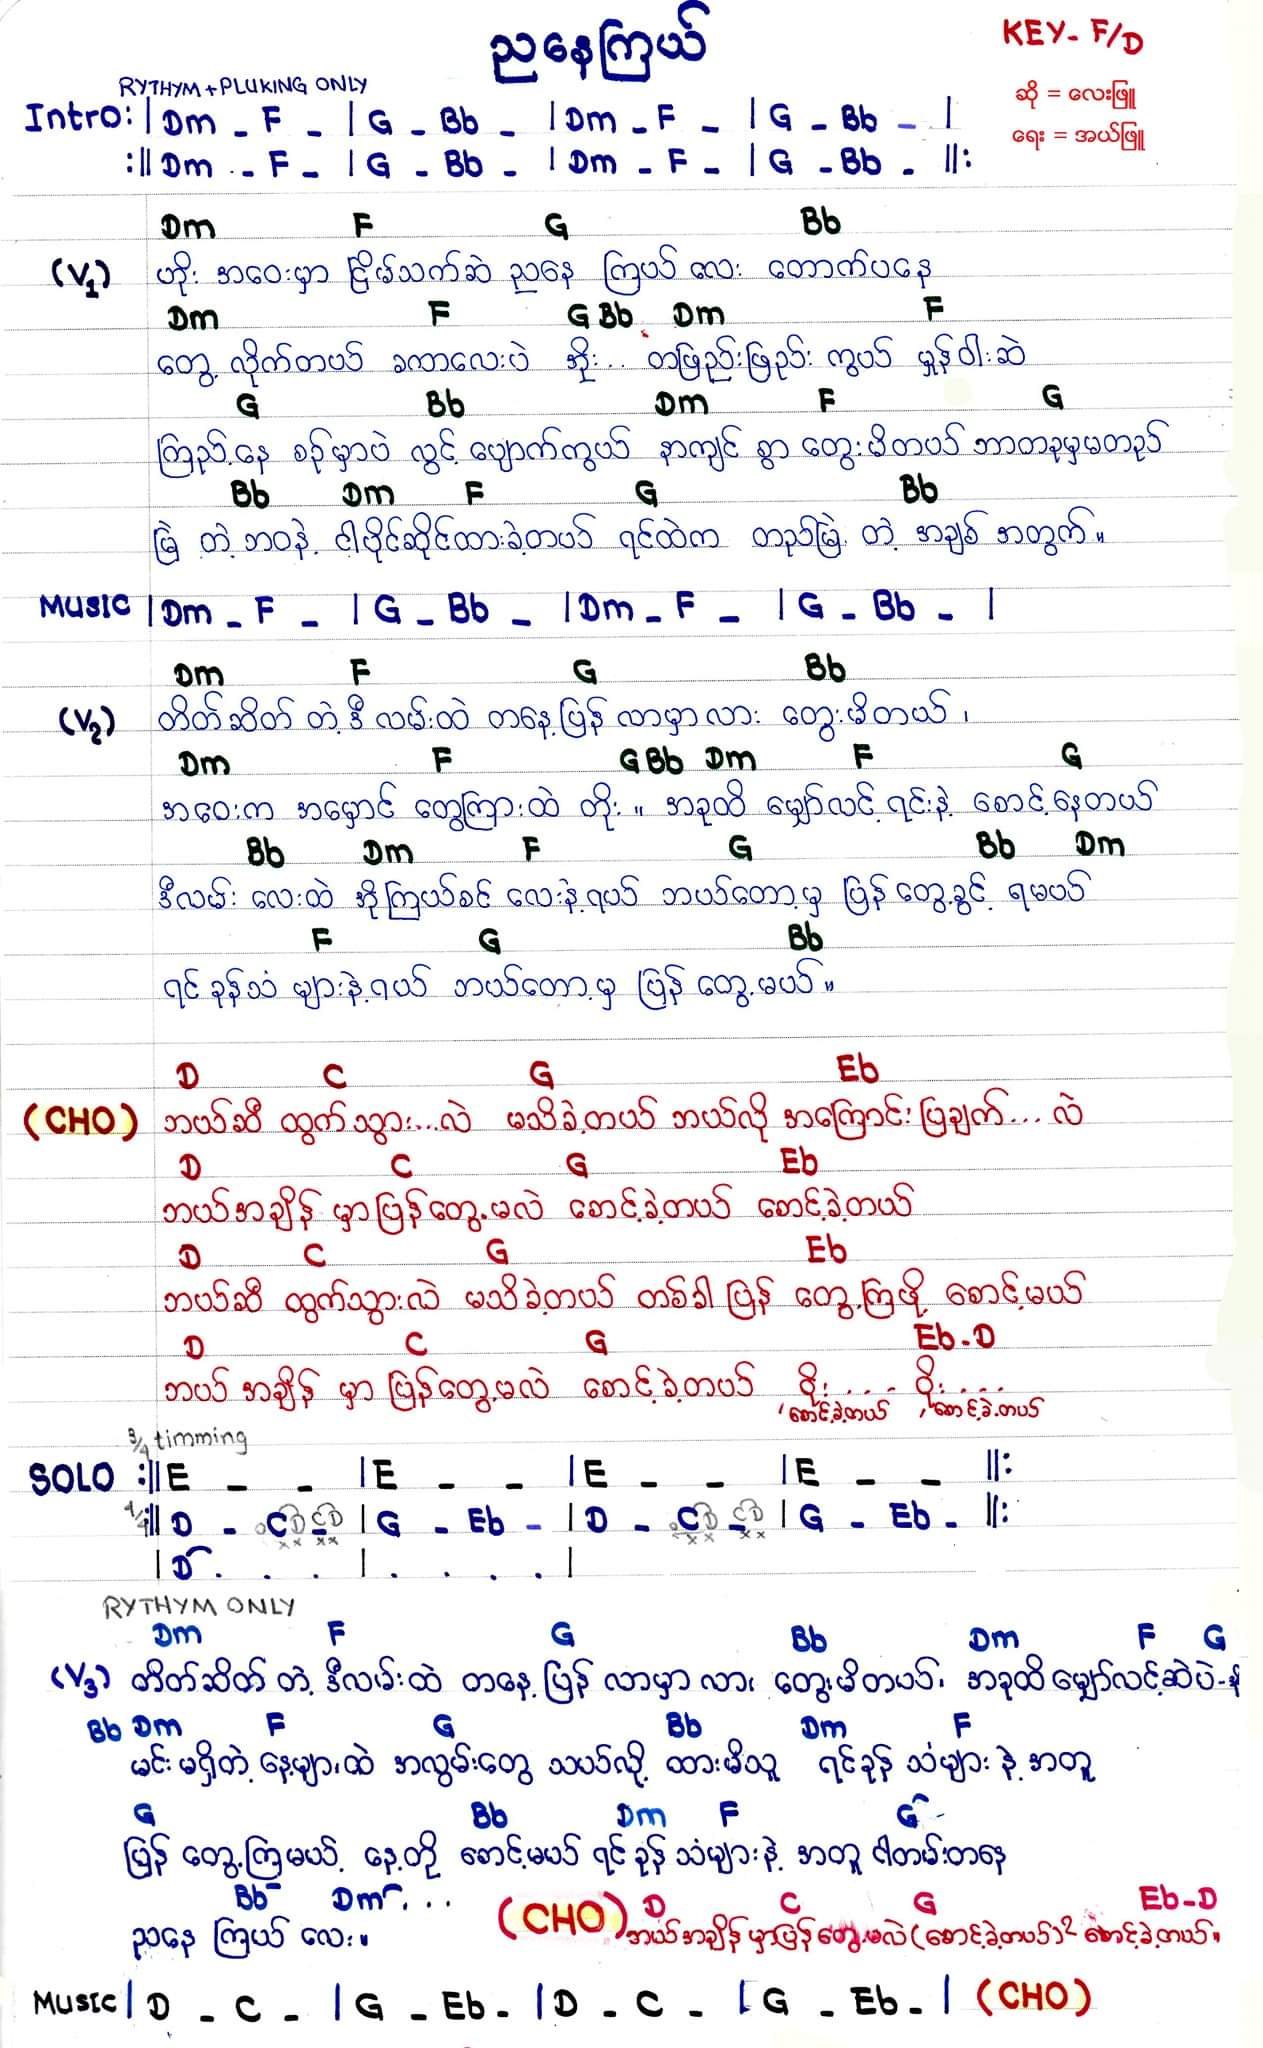 ညနေကြယ်
KEY- F/D
RYTHYM+PLUKING ONLY
ဆို = လေးဖြူ
ရေး = အယ်ဖြူ
Intro: | Dm - F - | G - Bb - | Dm - F - | G - Bb - |
:|| Dm - F - | G - Bb - | Dm - F - | G - Bb - ||:
Dm F G Bb
(V1) ဟိုး အဝေးမှာ ငြိမ်သက်ဆဲ ညနေ ကြယ် လေး တောက်ပနေ
Dm F G Bb Dm F
တွေ့ လိုက်တယ် ခဏလေးပဲ အိုး... တဖြည်းဖြည်း ကွယ် မှုန်ဝါးဆဲ
G Bb Dm F G
ကြည့်နေ စဉ်မှာပဲ လွင့် ပျောက်ကွယ် နာကျင် စွာ တွေးမိတယ် ဘာတခုမှမတည်
Bb Dm F G Bb
မြဲ တဲ့ ဘဝနဲ့ ငါပိုင်ဆိုင်ထားခဲ့တယ် ရင်ထဲက တည်မြဲ တဲ့ အချစ် အတွက်။
MUSIC | Dm - F - | G - Bb - | Dm - F - | G - Bb - |
Dm F G Bb
(V2) တိတ်ဆိတ် တဲ့ ဒီ လမ်းထဲ တနေ့ ပြန် လာမှာလား တွေးမိတယ်၊
Dm F G Bb Dm F G
အဝေးက အမှောင် တွေကြားထဲ တိုး ။ အခုထိ မျှော်လင့် ရင်းနဲ့ စောင့်နေတယ်
Bb Dm F G Bb Dm
ဒီလမ်း လေးထဲ အိုကြယ်စင် လေးနဲ့ရယ် ဘယ်တော့မှ ပြန် တွေ့ခွင့် ရမယ်
F G Bb
ရင် ခုန်သံ များနဲ့ရယ် ဘယ်တော့မှ ပြန် တွေ့မယ်။
D C G Eb
(CHO) ဘယ်ဆီ ထွက်သွား...လဲ မသိခဲ့တယ် ဘယ်လို အကြောင်း ပြချက်... လဲ
D C G Eb
ဘယ်အချိန် မှာပြန်တွေ့မလဲ စောင့်ခဲ့တယ် စောင့်ခဲ့တယ်
D C G Eb
ဘယ်ဆီ ထွက်သွားလဲ မသိခဲ့တယ် တစ်ခါ ပြန် တွေ့ကြဖို့ စောင့်မယ်
D C G Eb-D
ဘယ် အချိန် မှာ ပြန်တွေ့မလဲ စောင့်ခဲ့တယ် ဝိုး.... ဝိုး....
စောင့်ခဲ့တယ် ၊စောင့်ခဲ့တယ်
3/4 timming
SOLO :|| E - - | E - - | E - - | E - - ||:
4/4 :|| D - C D C D | G - Eb - | D - C D C D | G - Eb - ||:
| D . . . | . . . . |
RYTHYM ONLY
Dm F G Bb Dm F G
(V3) တိတ်ဆိတ် တဲ့ ဒီလမ်းထဲ တနေ့ ပြန် လာမှာ လား တွေးမိတယ်၊ အခုထိ မျှော်လင့်ဆဲပဲ
Bb Dm F G Bb Dm F
မင်း မရှိတဲ့ နေ့များထဲ အလွမ်းတွေ သယ်လို့ ထားမိသူ ရင်ခုန် သံများ နဲ့ အတူ
G Bb Dm F G
ပြန် တွေ့ကြမယ့် နေ့တို စောင့်မယ် ရင် ခုန် သံများနဲ့ အတူ ငါတမ်းတနေ
Bb Dm ...
ညနေ ကြယ် လေး။
D C G Eb-D
(CHO) ဘယ်အချိန် မှာပြန် တွေ့မလဲ (စောင့်ခဲ့တယ်)2 စောင့်ခဲ့တယ်။
MUSIC | D - C - | G - Eb - | D - C - | G - Eb - | (CHO)